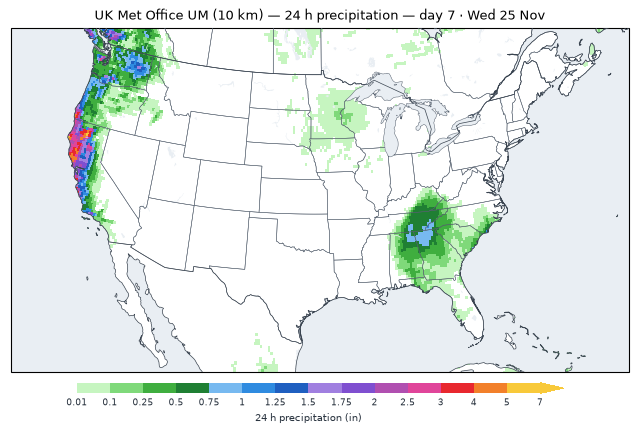 UK Met Office UM (10 km) — 24 h precipitation — day 7 · Wed 25 Nov
0.01 0.1 0.25 0.5 0.75 1 1.25 1.5 1.75 2 2.5 3 4 5 7
24 h precipitation (in)